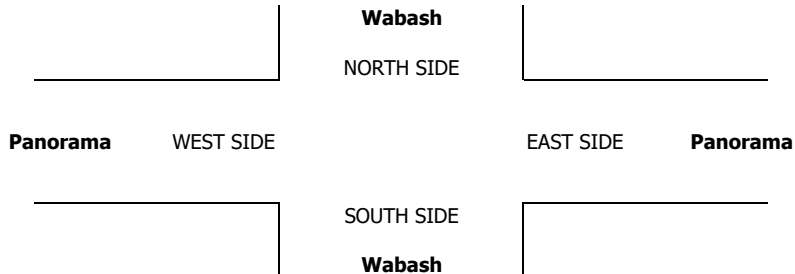 Wabash
NORTH SIDE
Panorama WEST SIDE EAST SIDE Panorama
SOUTH SIDE
Wabash